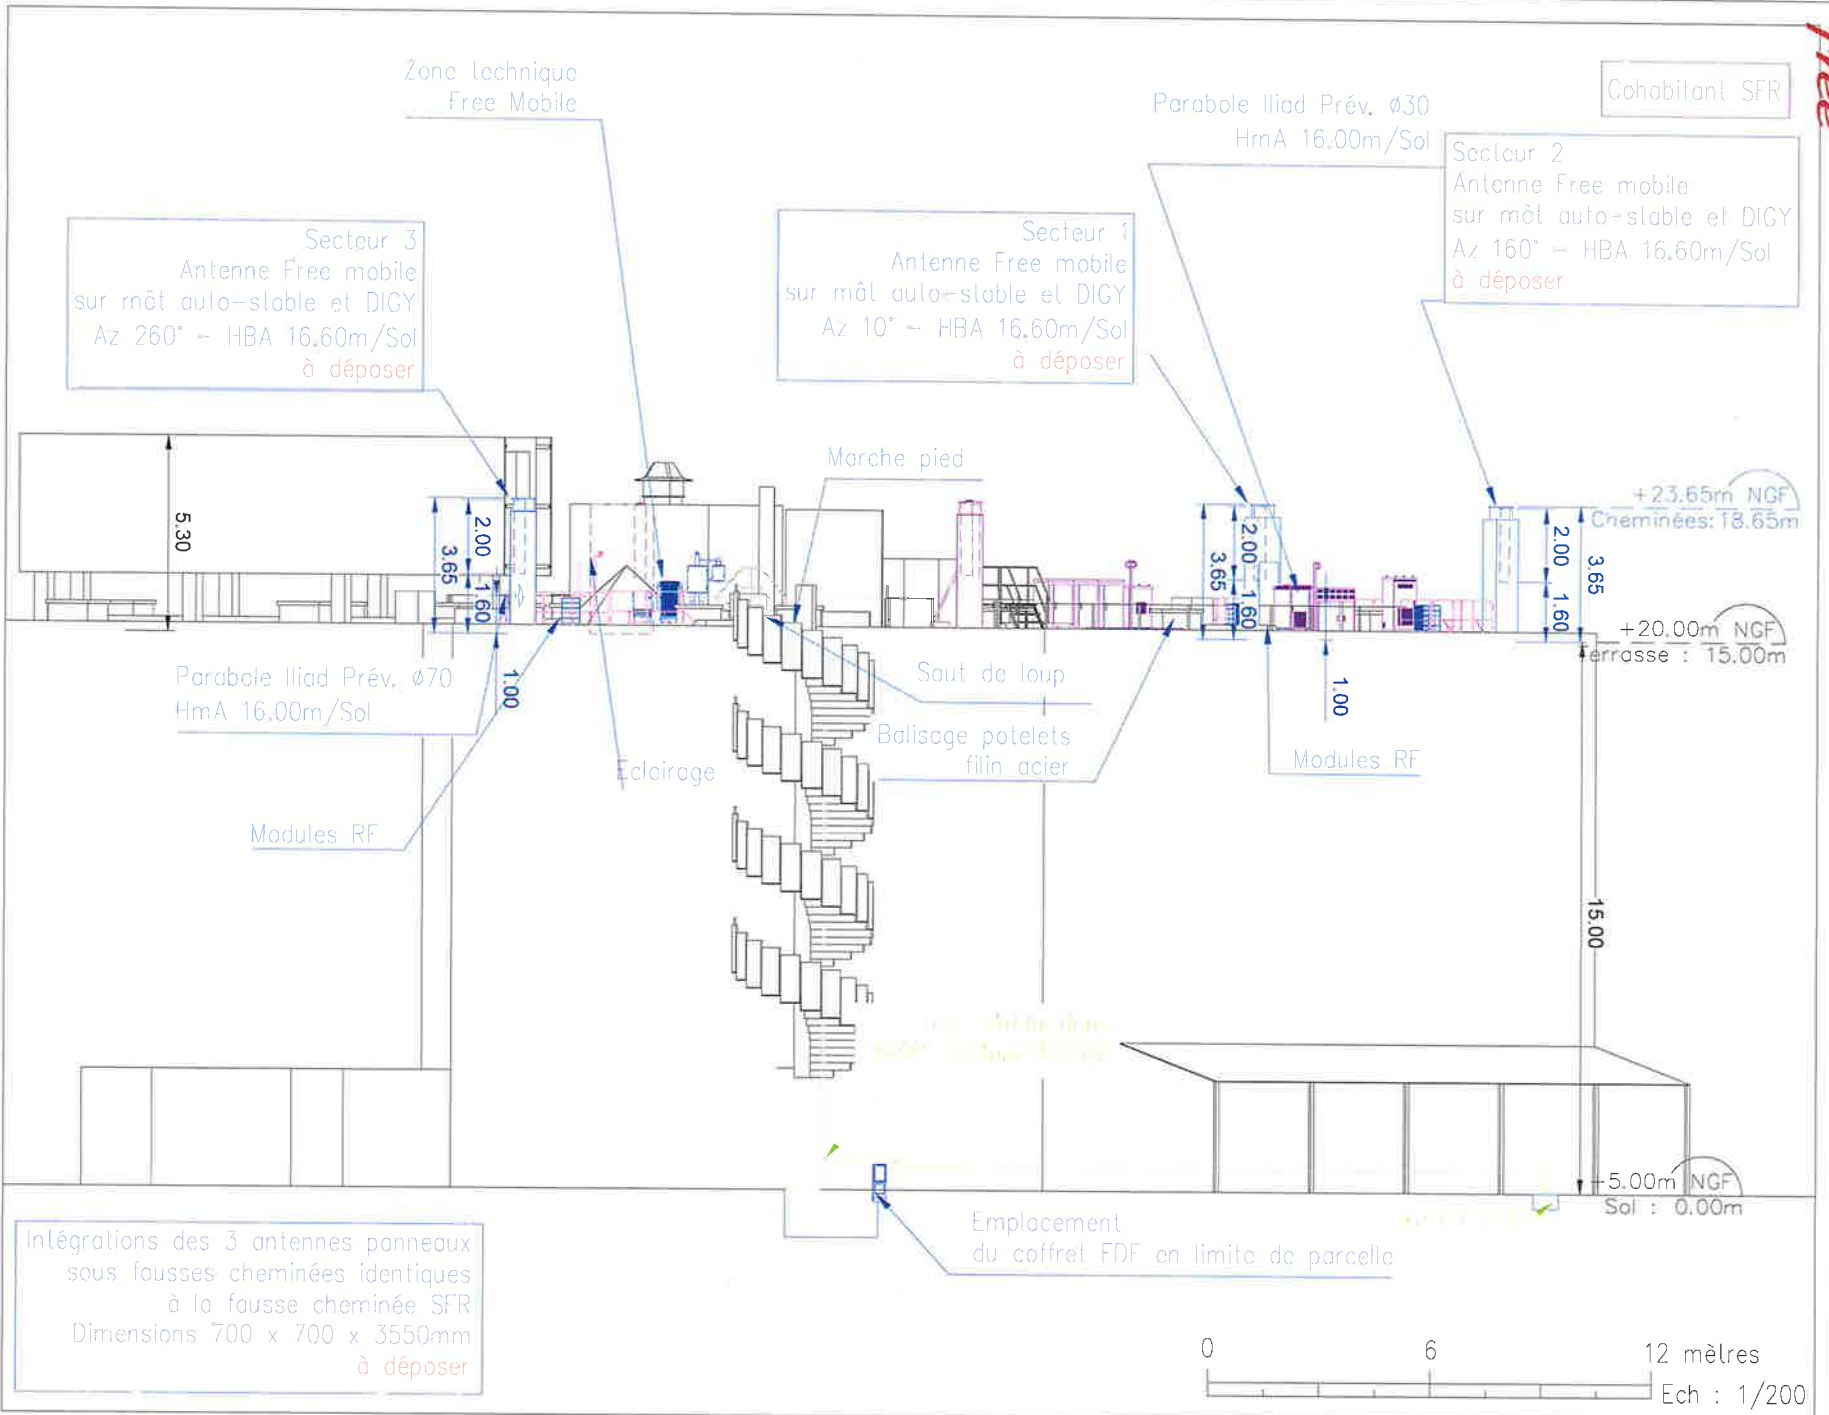 free
Cohabitant SFR
Zone technique
Free Mobile
Parabole Iliad Prév. Ø30
HmA 16.00m/Sol
Secteur 2
Antenne Free mobile
sur mât auto-stable et DIGY
Az 160° - HBA 16.60m/Sol
à déposer
Secteur 3
Antenne Free mobile
sur mât auto-stable et DIGY
Az 260° - HBA 16.60m/Sol
à déposer
Secteur 1
Antenne Free mobile
sur mât auto-stable et DIGY
Az 10° - HBA 16.60m/Sol
à déposer
Marche pied
+23.65m NGF
Cheminées: 18.65m
5.30
2.00
3.65
1.60
2.00
3.65
1.60
2.00
3.65
1.60
+20.00m NGF
errasse : 15.00m
Parabole Iliad Prév. Ø70
HmA 16.00m/Sol
1.00
Saut de loup
1.00
Balisage potelets
filin acier
Modules RF
Eclairage
Modules RF
15.00
5.00m NGF
Sol : 0.00m
Emplacement
du coffret FDF en limite de parcelle
Intégrations des 3 antennes panneaux
sous fausses cheminées identiques
à la fausse cheminée SFR
Dimensions 700 x 700 x 3550mm
à déposer
0 6 12 mètres
Ech : 1/200